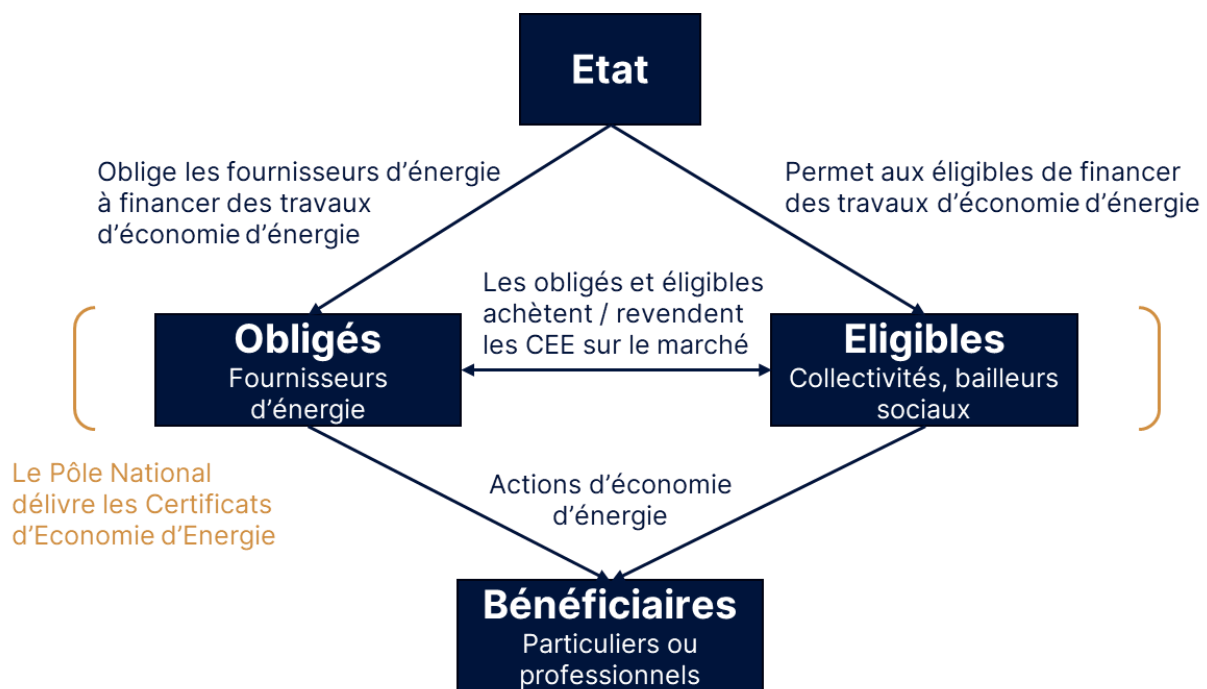 Etat
Oblige les fournisseurs d’énergie
à financer des travaux
d’économie d’énergie
Permet aux éligibles de financer
des travaux d’économie d’énergie
Les obligés et éligibles
achètent / revendent
les CEE sur le marché
Obligés
Fournisseurs
d’énergie
Eligibles
Collectivités, bailleurs
sociaux
Le Pôle National
délivre les Certificats
d’Economie d’Energie
Actions d’économie
d’énergie
Bénéficiaires
Particuliers ou
professionnels